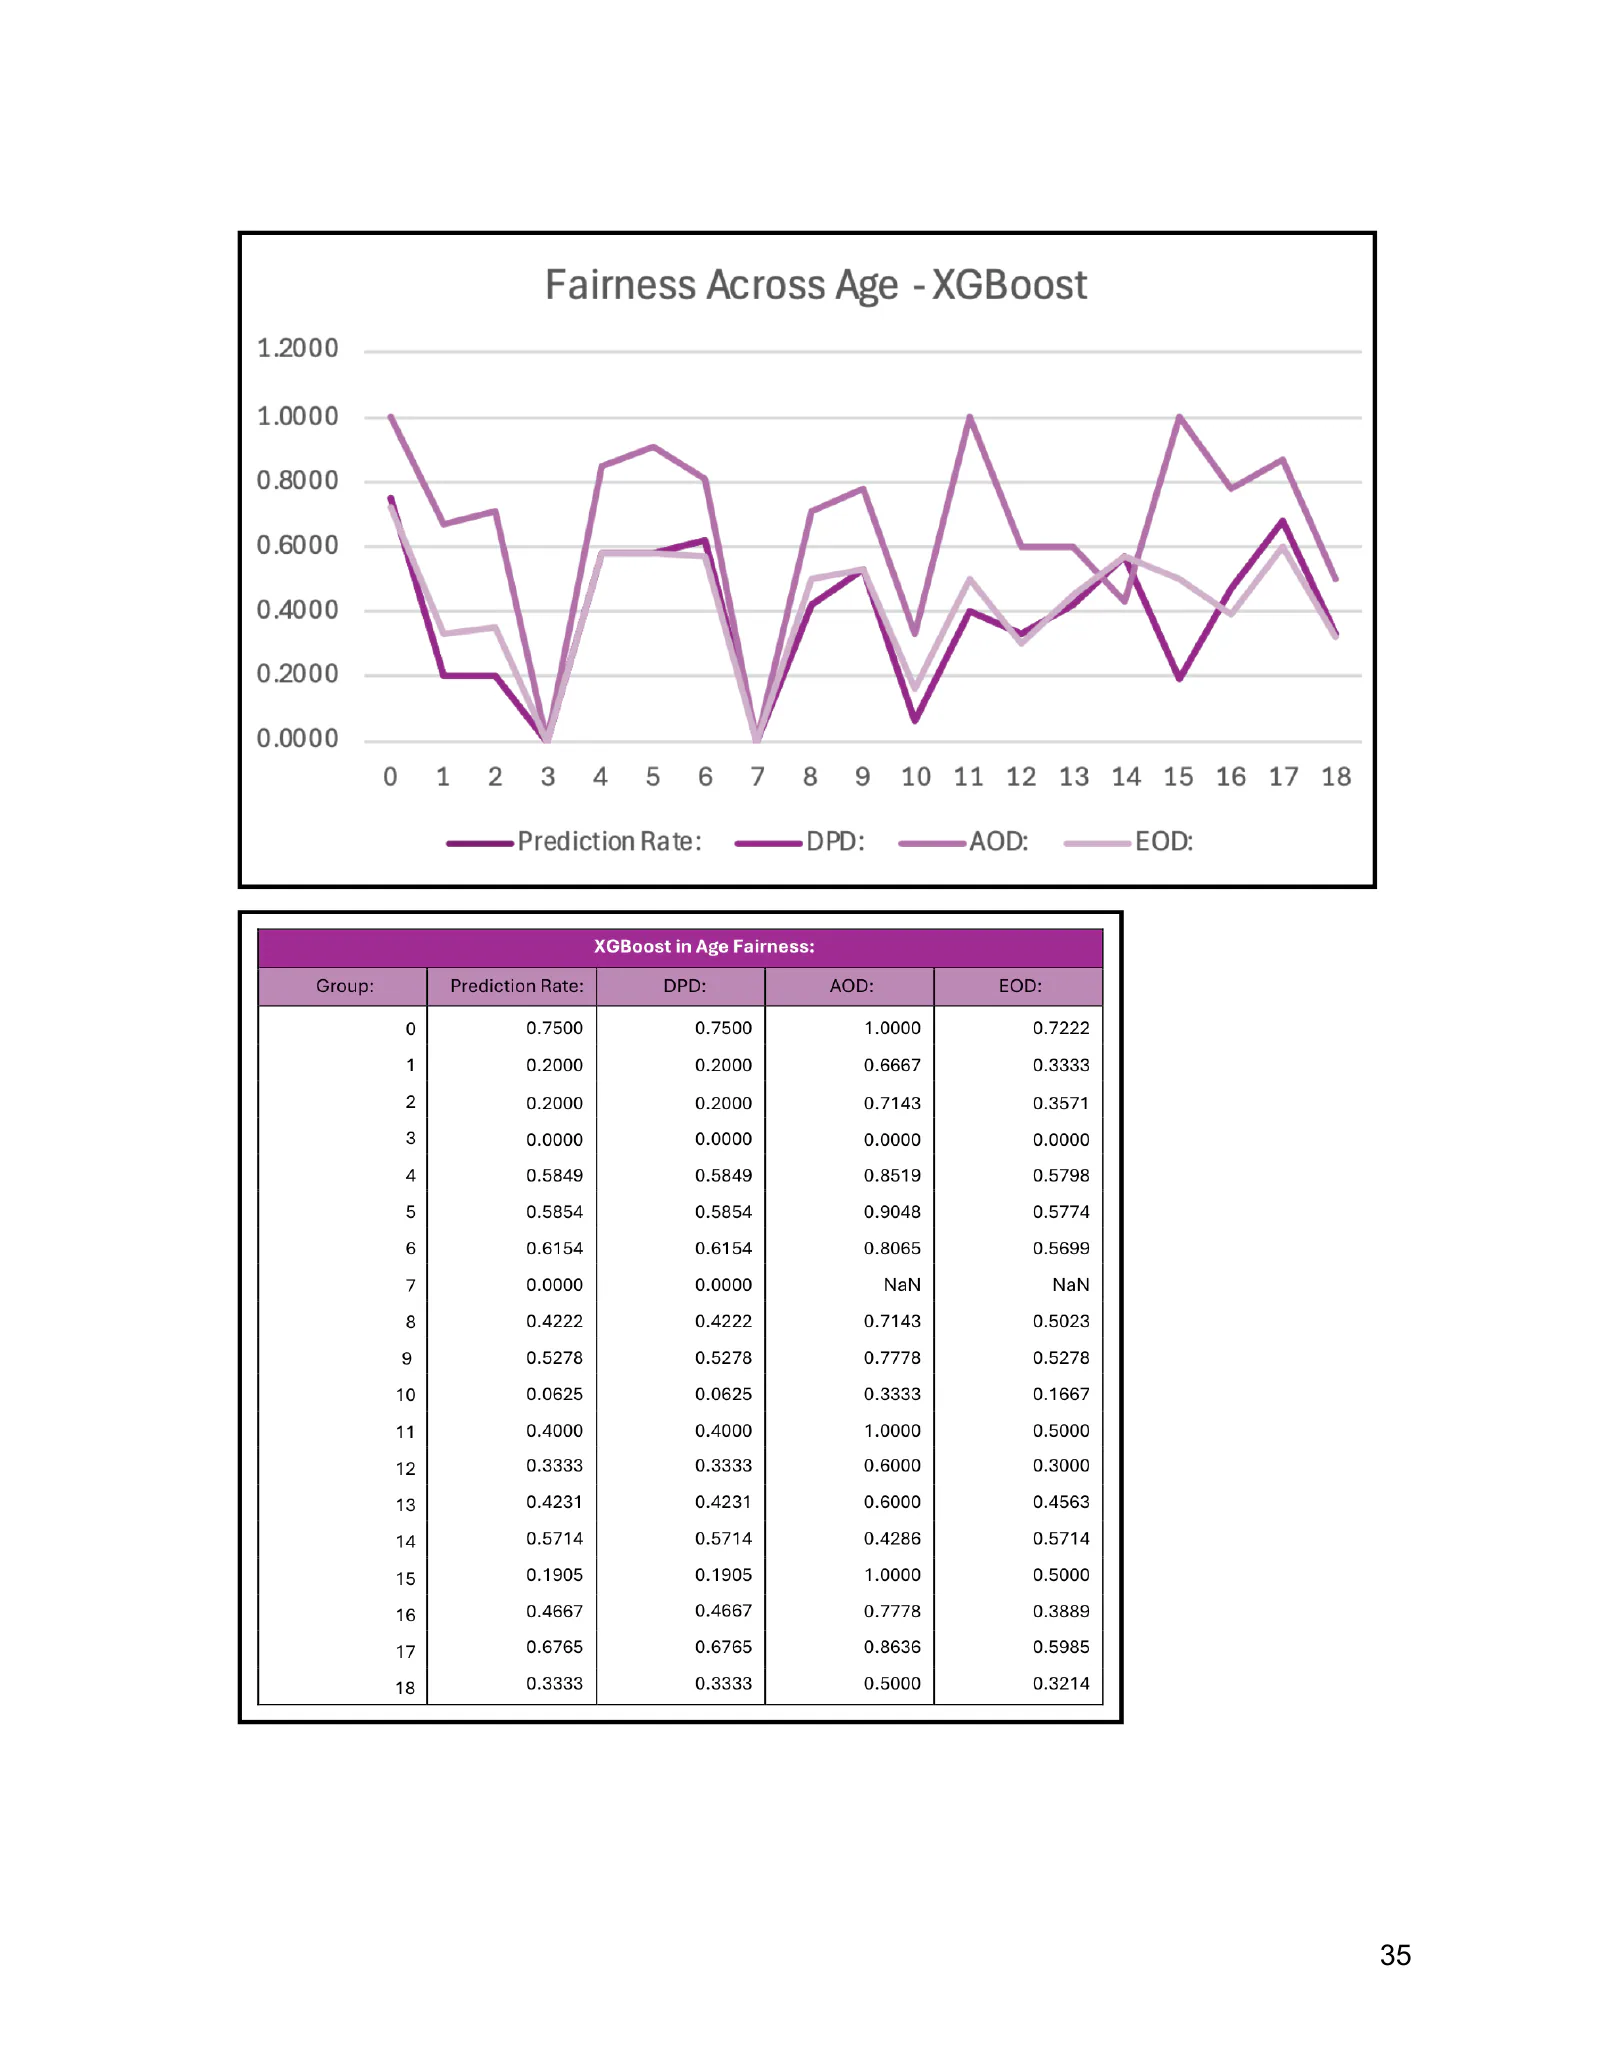 Fairness Across Age - XGBoost
1.2000
1.0000
0.8000
0.6000
0.4000
0.2000
0.0000
0 1 2 3 4 5 6 7 8 9 10 11 12 13 14 15 16 17 18
Prediction Rate: DPD: AOD: EOD:
XGBoost in Age Fairness:
Group: Prediction Rate: DPD: AOD: EOD:
0 0.7500 0.7500 1.0000 0.7222
1 0.2000 0.2000 0.6667 0.3333
2 0.2000 0.2000 0.7143 0.3571
3 0.0000 0.0000 0.0000 0.0000
4 0.5849 0.5849 0.8519 0.5798
5 0.5854 0.5854 0.9048 0.5774
6 0.6154 0.6154 0.8065 0.5699
7 0.0000 0.0000 NaN NaN
8 0.4222 0.4222 0.7143 0.5023
9 0.5278 0.5278 0.7778 0.5278
10 0.0625 0.0625 0.3333 0.1667
11 0.4000 0.4000 1.0000 0.5000
12 0.3333 0.3333 0.6000 0.3000
13 0.4231 0.4231 0.6000 0.4563
14 0.5714 0.5714 0.4286 0.5714
15 0.1905 0.1905 1.0000 0.5000
16 0.4667 0.4667 0.7778 0.3889
17 0.6765 0.6765 0.8636 0.5985
18 0.3333 0.3333 0.5000 0.3214
35